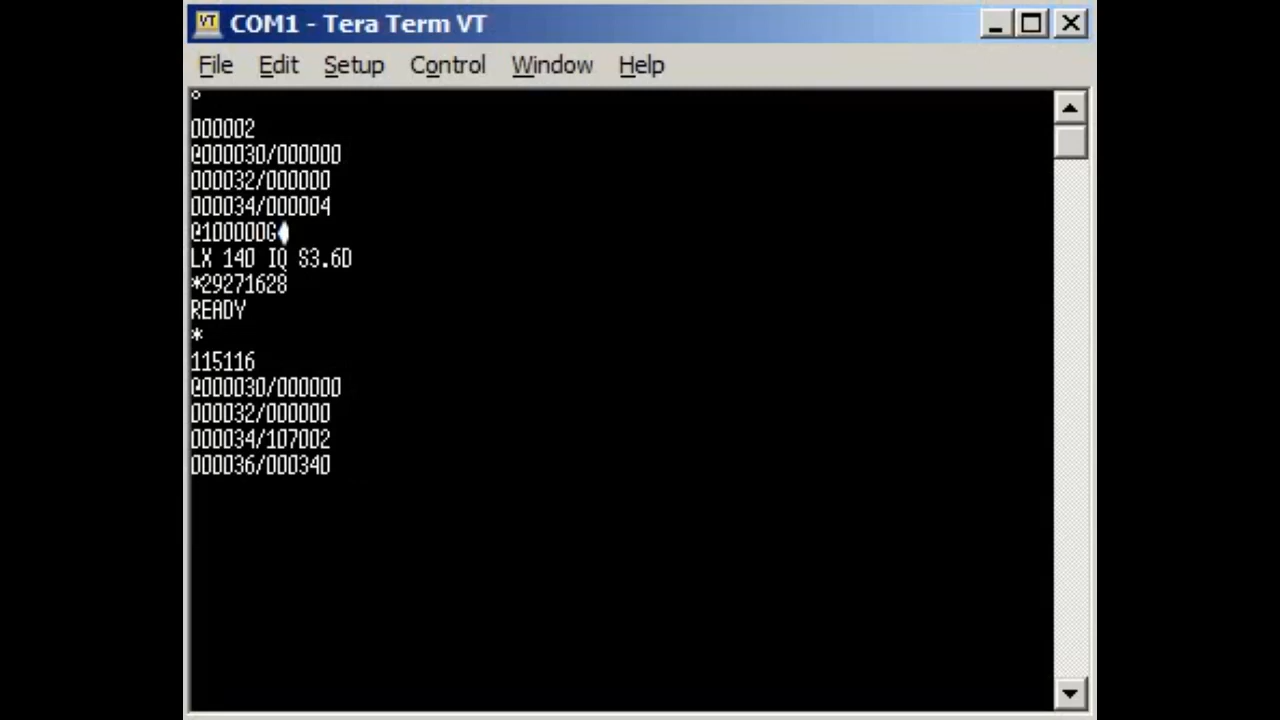 VT COM1 - Tera Term VT
File Edit Setup Control Window Help
000002
@000030/000000
000032/000000
000034/000004
@100000G
LX 140 IQ S3.6D
*29271628
READY
*
115116
@000030/000000
000032/000000
000034/107002
000036/000340